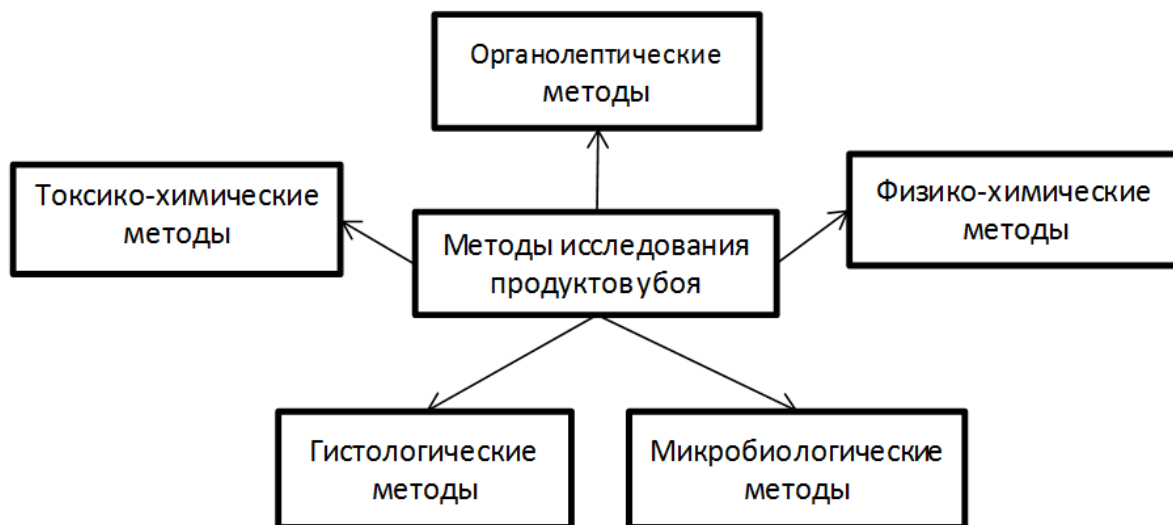 Органолептические
методы
Токсико-химические
методы
Физико-химические
методы
Методы исследования
продуктов убоя
Гистологические
методы
Микробиологические
методы